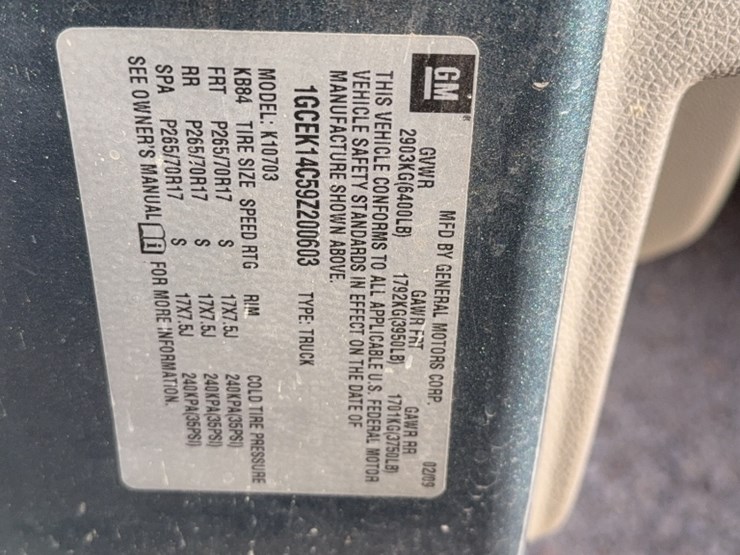 GM
MFD BY GENERAL MOTORS CORP. 02/09
GVWR GAWR FRT GAWR RR
2903KG(6400LB) 1792KG(3950LB) 1701KG(3750LB)
THIS VEHICLE CONFORMS TO ALL APPLICABLE U.S. FEDERAL MOTOR
VEHICLE SAFETY STANDARDS IN EFFECT ON THE DATE OF
MANUFACTURE SHOWN ABOVE.
1GCEK14C59Z200603 TYPE: TRUCK
MODEL: K10703
KB84 TIRE SIZE SPEED RTG RIM COLD TIRE PRESSURE
FRT P265/70R17 S 17X7.5J 240KPA(35PSI)
RR P265/70R17 S 17X7.5J 240KPA(35PSI)
SPA P265/70R17 S 17X7.5J 240KPA(35PSI)
SEE OWNER'S MANUAL FOR MORE INFORMATION.